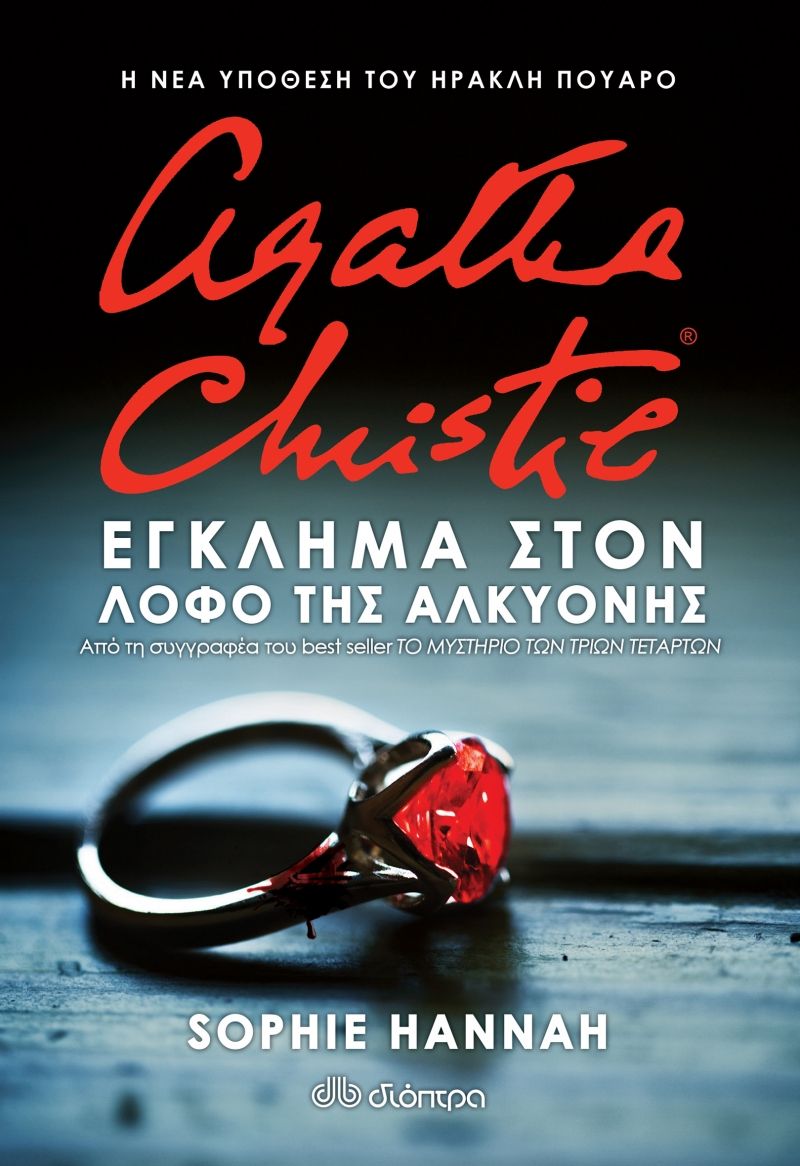 Η ΝΕΑ ΥΠΟΘΕΣΗ ΤΟΥ ΗΡΑΚΛΗ ΠΟΥΑΡΟ
Agatha
Christie®
ΕΓΚΛΗΜΑ ΣΤΟΝ
ΛΟΦΟ ΤΗΣ ΑΛΚΥΟΝΗΣ
Από τη συγγραφέα του best seller ΤΟ ΜΥΣΤΗΡΙΟ ΤΩΝ ΤΡΙΩΝ ΤΕΤΑΡΤΩΝ
SOPHIE HANNAH
διόπτρα